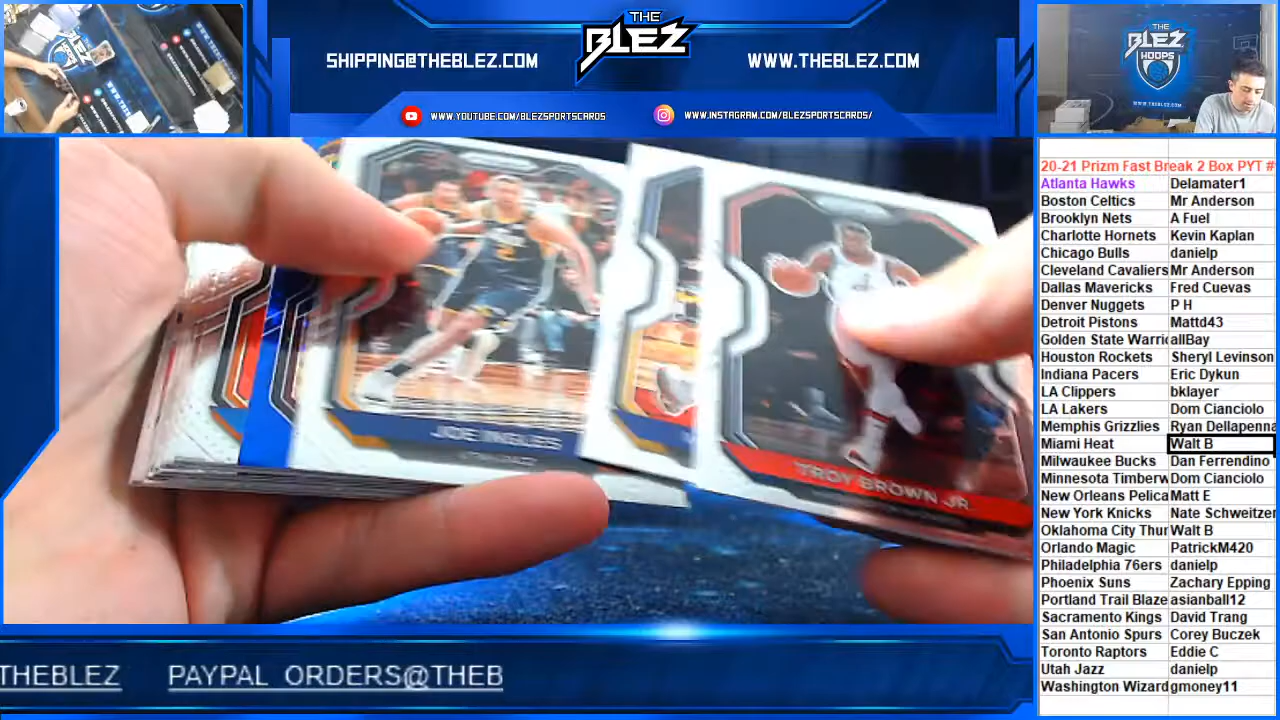 THE
BLEZ
SHIPPING@THEBLEZ.COM
WWW.THEBLEZ.COM
WWW.YOUTUBE.COM/BLEZSPORTSCARDS
WWW.INSTAGRAM.COM/BLEZSPORTSCARDS/
THE
BLEZ
HOOPS
20-21 Prizm Fast Break 2 Box PYT #
Atlanta Hawks Delamater1
Boston Celtics Mr Anderson
Brooklyn Nets A Fuel
Charlotte Hornets Kevin Kaplan
Chicago Bulls danielp
Cleveland Cavaliers Mr Anderson
Dallas Mavericks Fred Cuevas
Denver Nuggets P H
Detroit Pistons Mattd43
Golden State Warri allBay
Houston Rockets Sheryl Levinson
Indiana Pacers Eric Dykun
LA Clippers bklayer
LA Lakers Dom Cianciolo
Memphis Grizzlies Ryan Dellapenna
Miami Heat Walt B
Milwaukee Bucks Dan Ferrendino
Minnesota Timberw Dom Cianciolo
New Orleans Pelica Matt E
New York Knicks Nate Schweitzer
Oklahoma City Thun Walt B
Orlando Magic PatrickM420
Philadelphia 76ers danielp
Phoenix Suns Zachary Epping
Portland Trail Blaze asianball12
Sacramento Kings David Trang
San Antonio Spurs Corey Buczek
Toronto Raptors Eddie C
Utah Jazz danielp
Washington Wizard gmoney11
JOE INGLES
TROY BROWN JR.
THEBLEZ PAYPAL ORDERS@THEB